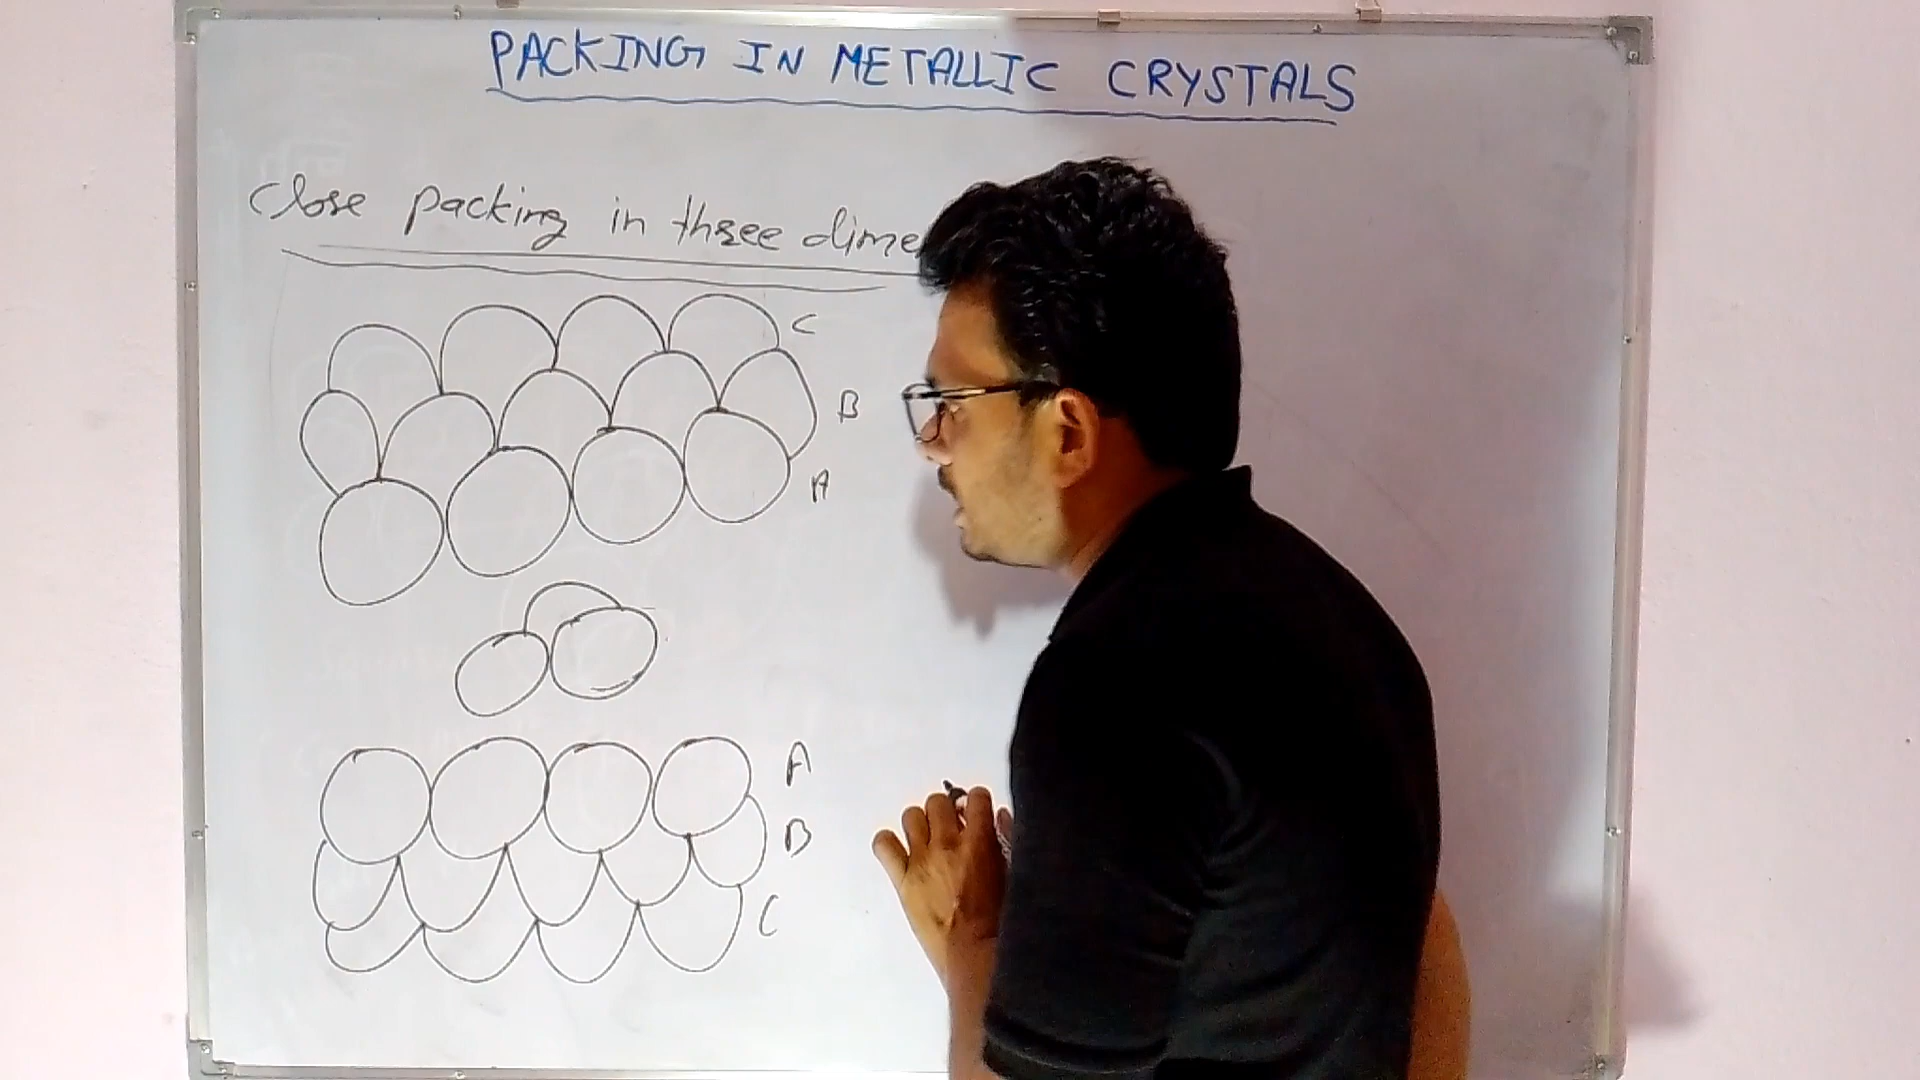 PACKING IN METALLIC CRYSTALS
Close packing in three dime
C
B
A
A
B
C